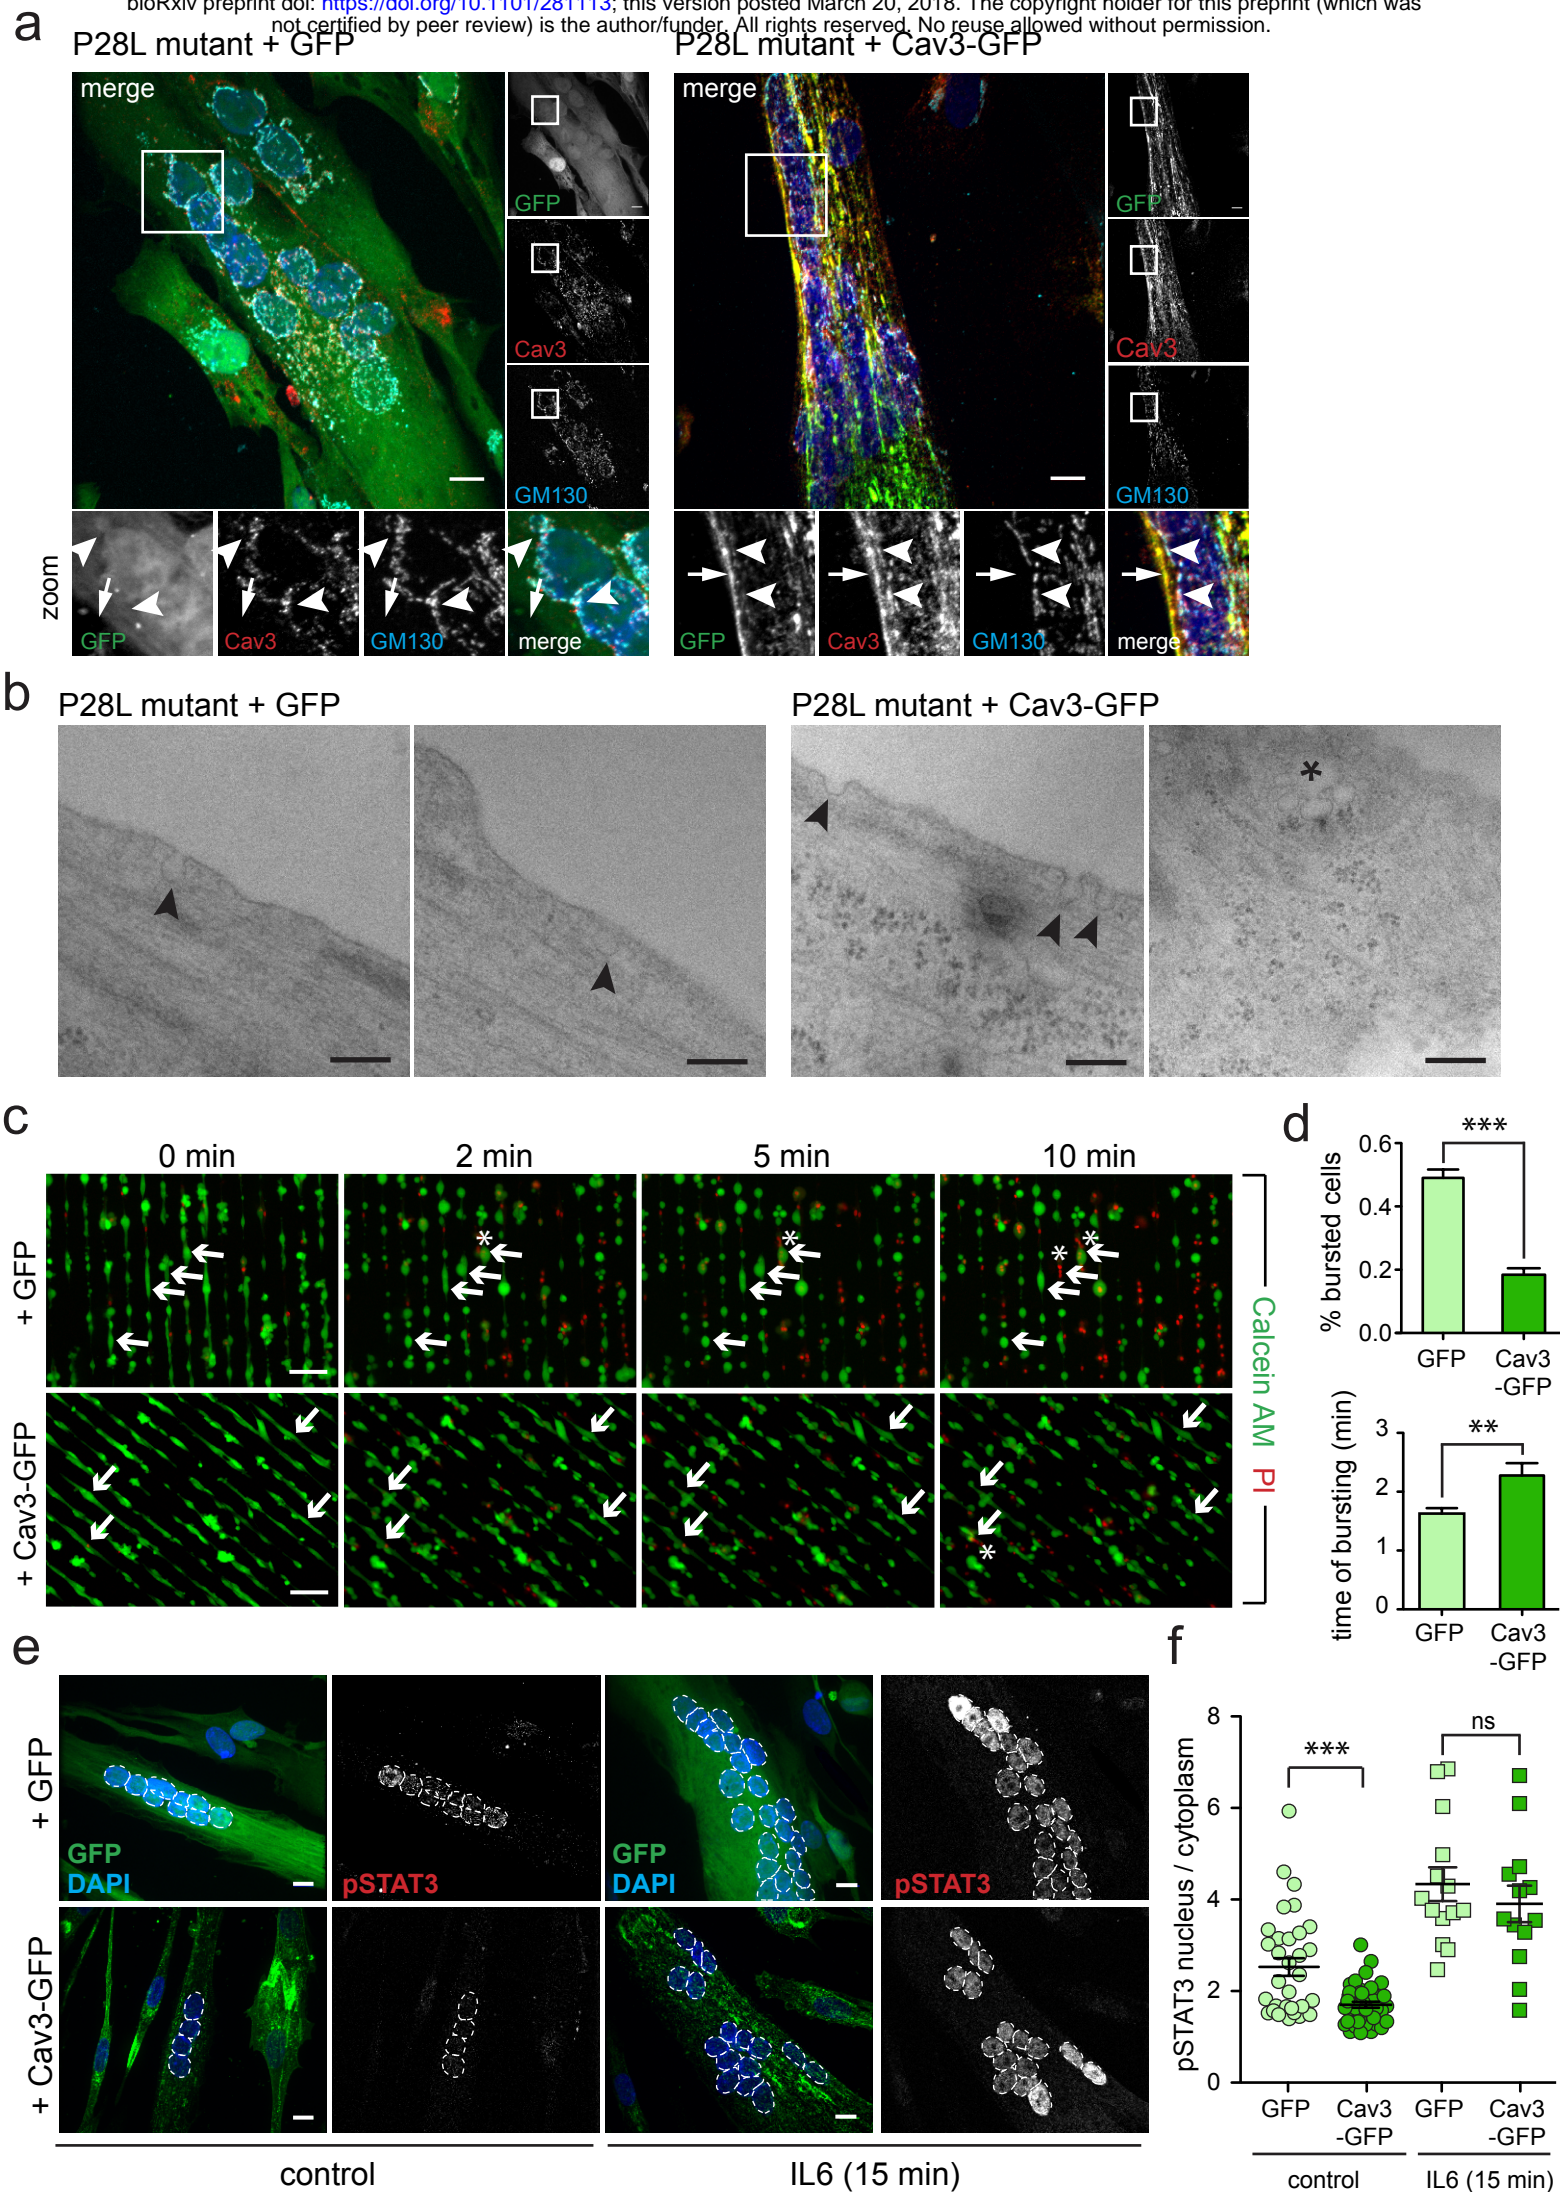 bioRxiv preprint doi: https://doi.org/10.1101/281113; this version posted March 20, 2018. The copyright holder for this preprint (which was
not certified by peer review) is the author/funder. All rights reserved. No reuse allowed without permission.
a
P28L mutant + GFP
P28L mutant + Cav3-GFP
merge
GFP
Cav3
GM130
merge
GFP
Cav3
GM130
zoom
GFP
Cav3
GM130
merge
GFP
Cav3
GM130
merge
b
P28L mutant + GFP
P28L mutant + Cav3-GFP
*
c
0 min
2 min
5 min
10 min
+ GFP
* * * *
+ Cav3-GFP
*
Calcein AM PI
d
% bursted cells
0.6
0.4
0.2
0.0
***
GFP
Cav3
-GFP
time of bursting (min)
3
2
1
0
**
GFP
Cav3
-GFP
e
+ GFP
GFP
DAPI
pSTAT3
GFP
DAPI
pSTAT3
+ Cav3-GFP
control
IL6 (15 min)
f
pSTAT3 nucleus / cytoplasm
8
6
4
2
0
***
ns
GFP
Cav3
-GFP
GFP
Cav3
-GFP
control
IL6 (15 min)